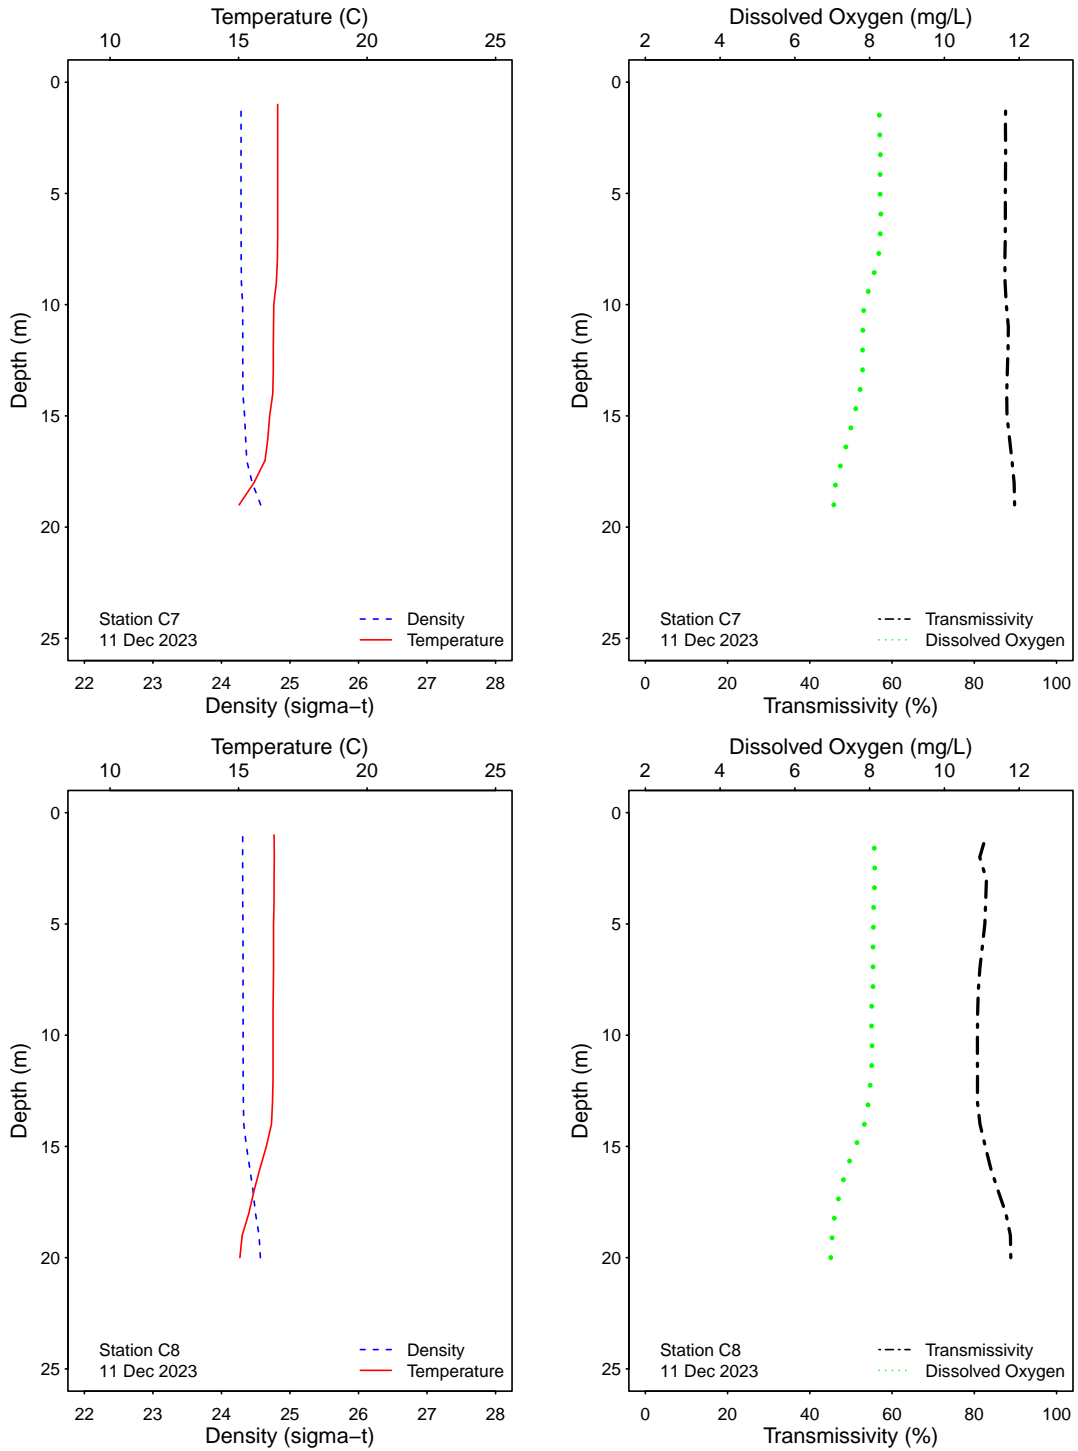 Temperature (C)
10 15 20 25
Depth (m)
0
5
10
15
20
25
Station C7
11 Dec 2023
Density
Temperature
22 23 24 25 26 27 28
Density (sigma−t)
Dissolved Oxygen (mg/L)
2 4 6 8 10 12
Depth (m)
0
5
10
15
20
25
Station C7
11 Dec 2023
Transmissivity
Dissolved Oxygen
0 20 40 60 80 100
Transmissivity (%)
Temperature (C)
10 15 20 25
Depth (m)
0
5
10
15
20
25
Station C8
11 Dec 2023
Density
Temperature
22 23 24 25 26 27 28
Density (sigma−t)
Dissolved Oxygen (mg/L)
2 4 6 8 10 12
Depth (m)
0
5
10
15
20
25
Station C8
11 Dec 2023
Transmissivity
Dissolved Oxygen
0 20 40 60 80 100
Transmissivity (%)